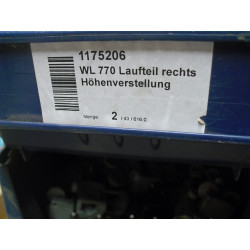 1175206
WL 770 Laufteil rechts
Höhenverstellung
Menge: 2